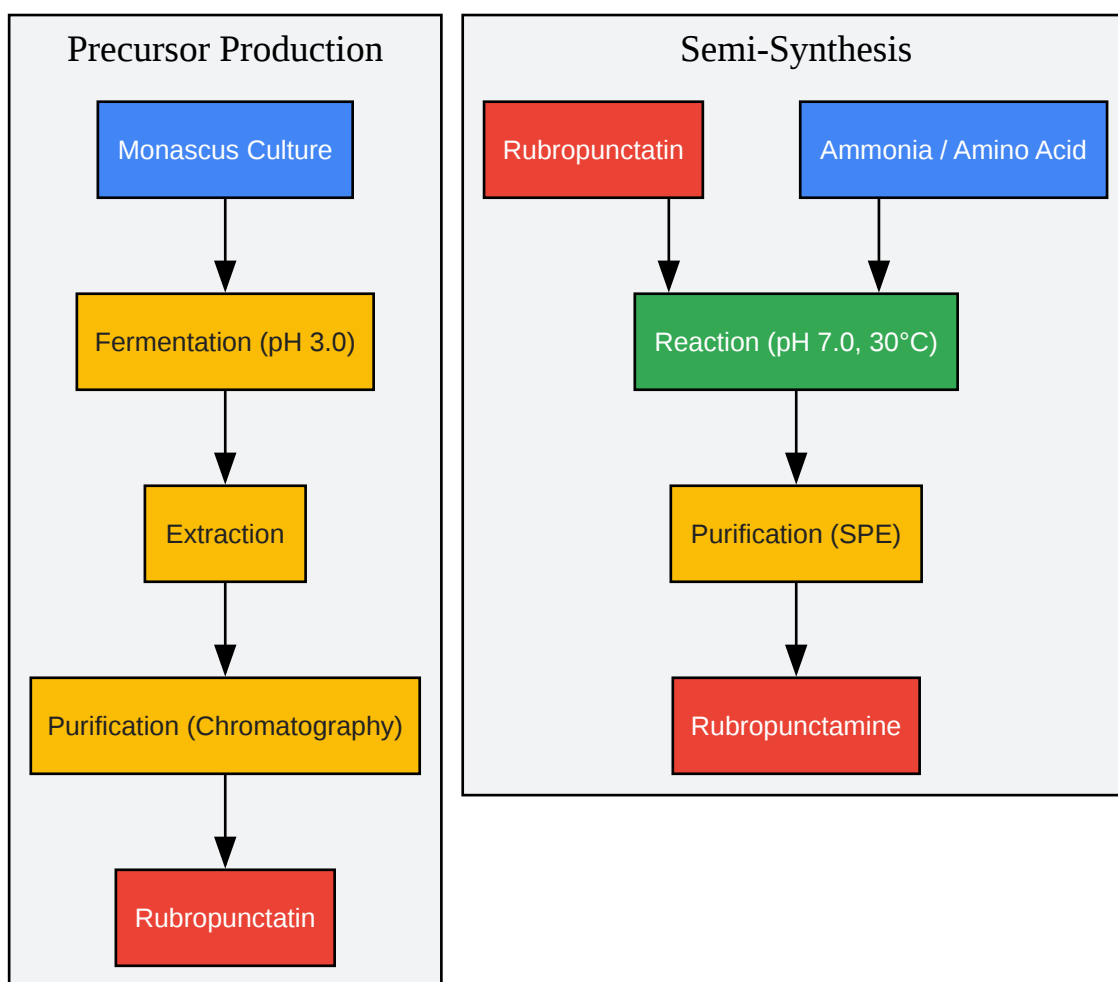 Precursor Production
Monascus Culture
Fermentation (pH 3.0)
Extraction
Purification (Chromatography)
Rubropunctatin
Semi-Synthesis
Rubropunctatin
Ammonia / Amino Acid
Reaction (pH 7.0, 30°C)
Purification (SPE)
Rubropunctamine